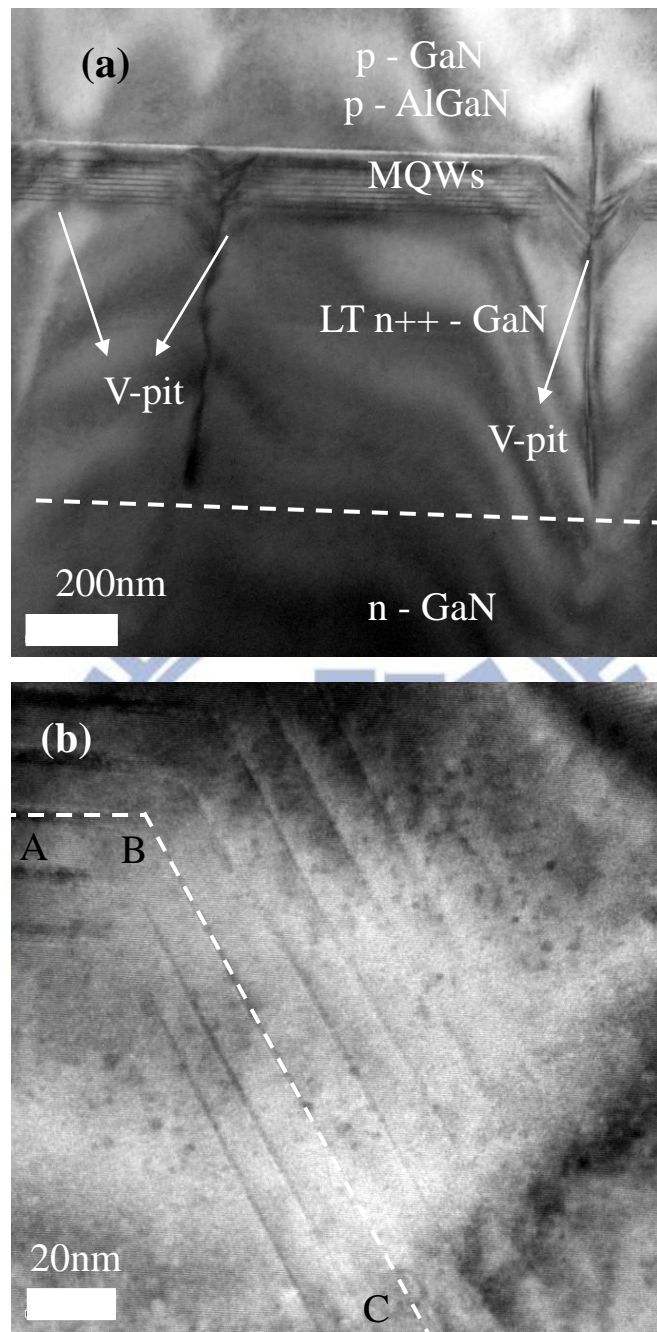 (a)
p - GaN
p - AlGaN
MQWs
LT n++ - GaN
V-pit
V-pit
200nm
n - GaN
(b)
A
B
20nm
C